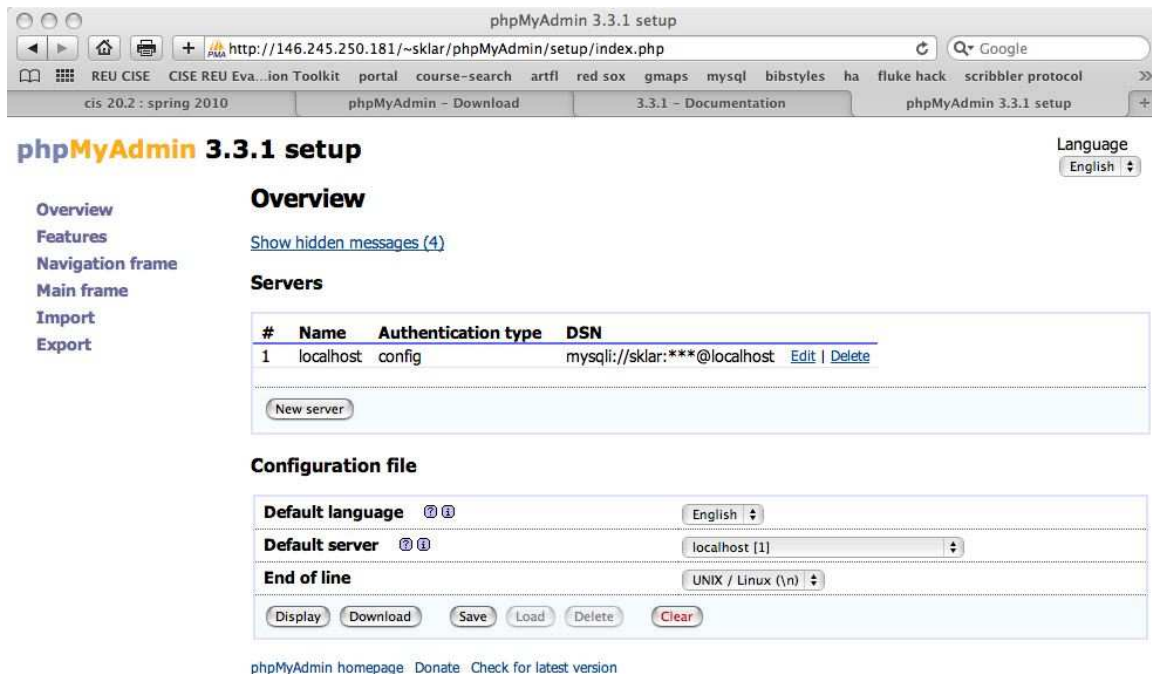 phpMyAdmin 3.3.1 setup
http://146.245.250.181/~sklar/phpMyAdmin/setup/index.php
Google
REU CISE CISE REU Eva...ion Toolkit portal course-search artfl red sox gmaps mysql bibstyles ha fluke hack scribbler protocol »
cis 20.2 : spring 2010 phpMyAdmin – Download 3.3.1 – Documentation phpMyAdmin 3.3.1 setup +
phpMyAdmin 3.3.1 setup
Language
English
Overview
Features
Navigation frame
Main frame
Import
Export
Overview
Show hidden messages (4)
Servers
# Name Authentication type DSN
1 localhost config mysqli://sklar:***@localhost Edit | Delete
New server
Configuration file
Default language English
Default server localhost [1]
End of line UNIX / Linux (\n)
Display Download Save Load Delete Clear
phpMyAdmin homepage Donate Check for latest version